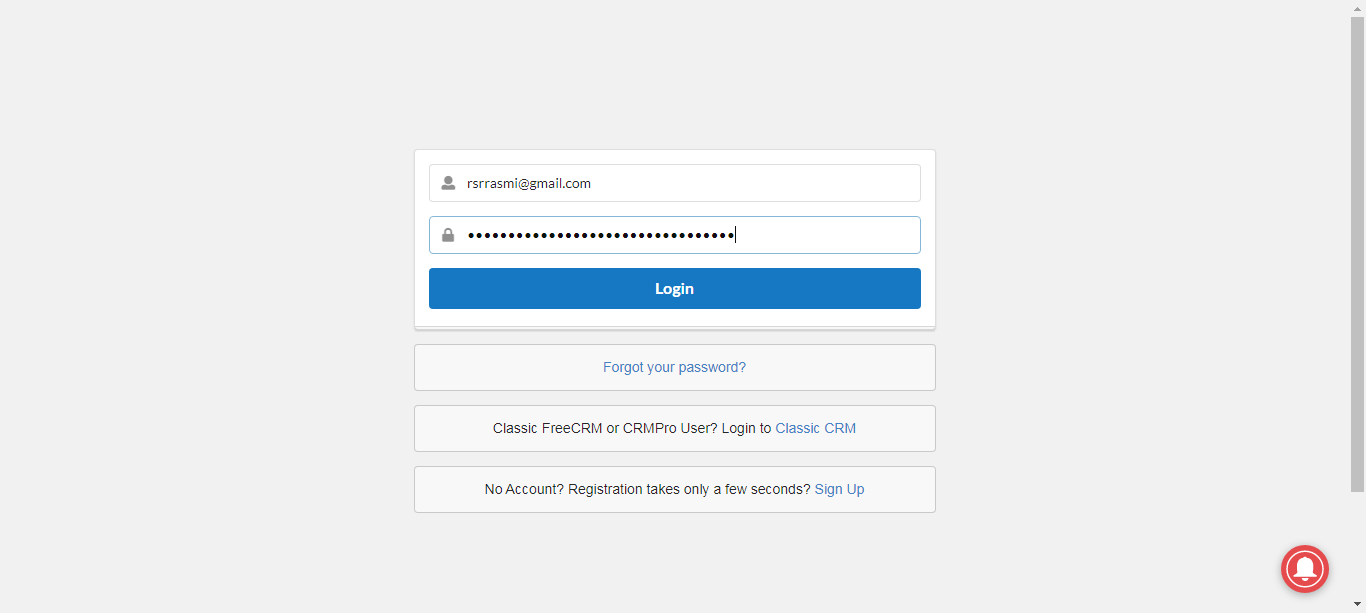 rsrrasmi@gmail.com
•••••••••••••••••••••••••••••••••
Login
Forgot your password?
Classic FreeCRM or CRMPro User? Login to Classic CRM
No Account? Registration takes only a few seconds? Sign Up